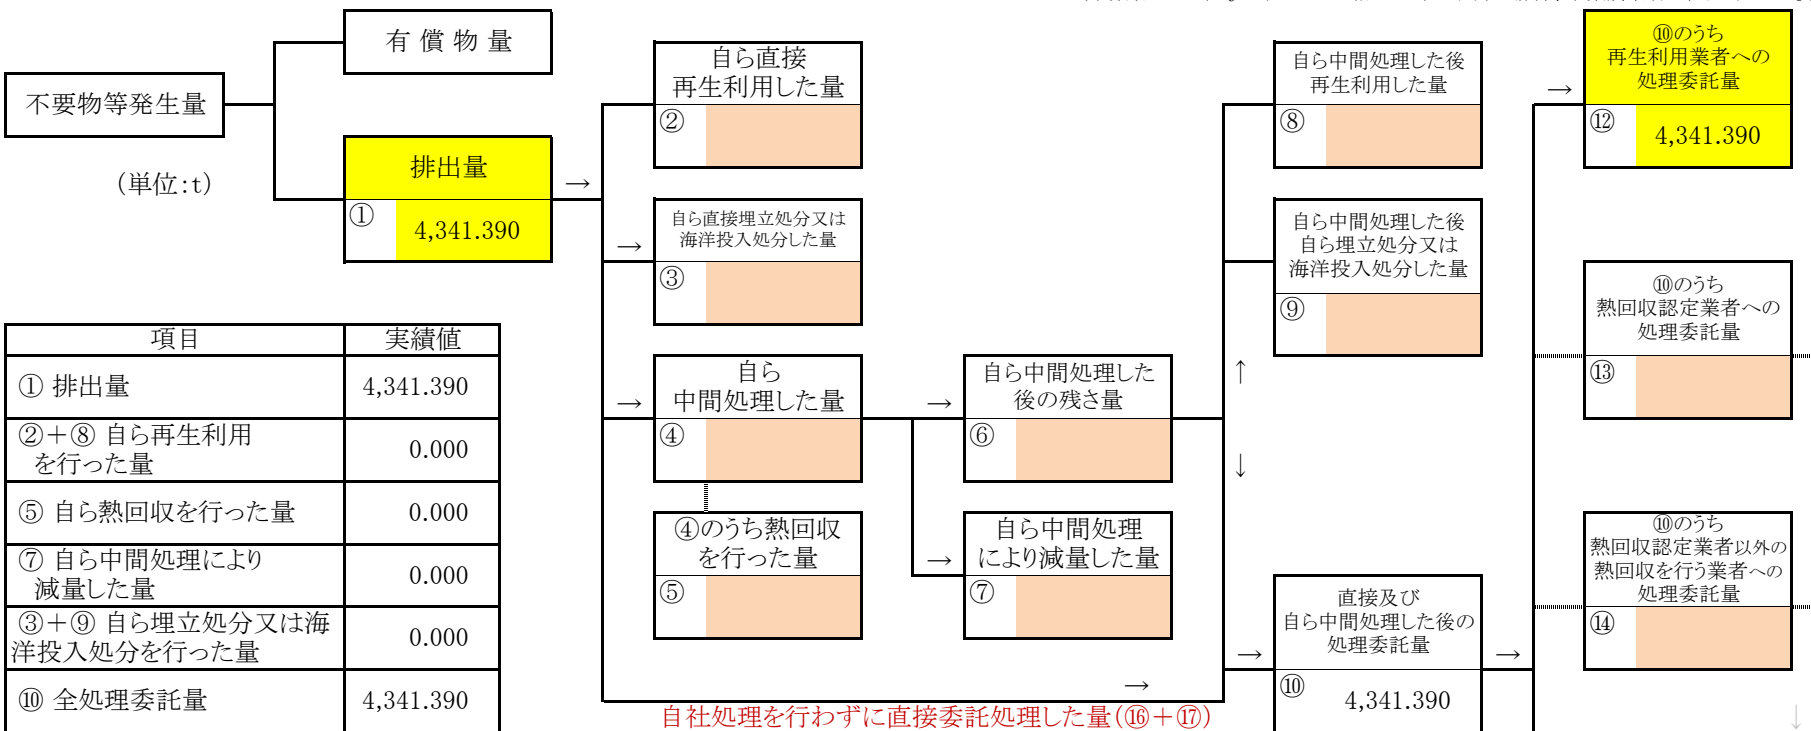 不要物等発生量
(単位:t)
有 償 物 量
排出量
①
4,341.390
→
自ら直接
再生利用した量
②
→
自ら直接埋立処分又は
海洋投入処分した量
③
→
自ら
中間処理した量
④
④のうち熱回収
を行った量
⑤
→
自ら中間処理した
後の残さ量
⑥
→
自ら中間処理
により減量した量
⑦
自ら中間処理した後
再生利用した量
⑧
自ら中間処理した後
自ら埋立処分又は
海洋投入処分した量
⑨
↑
↓
→
自社処理を行わずに直接委託処理した量(⑯+⑰)
→
直接及び
自ら中間処理した後の
処理委託量
⑩
4,341.390
→
→
⑩のうち
再生利用業者への
処理委託量
⑫
4,341.390
⑩のうち
熱回収認定業者への
処理委託量
⑬
⑩のうち
熱回収認定業者以外の
熱回収を行う業者への
処理委託量
⑭
↓
項目 実績値
① 排出量 4,341.390
②+⑧ 自ら再生利用
を行った量 0.000
⑤ 自ら熱回収を行った量 0.000
⑦ 自ら中間処理により
減量した量 0.000
③+⑨ 自ら埋立処分又は海
洋投入処分を行った量 0.000
⑩ 全処理委託量 4,341.390